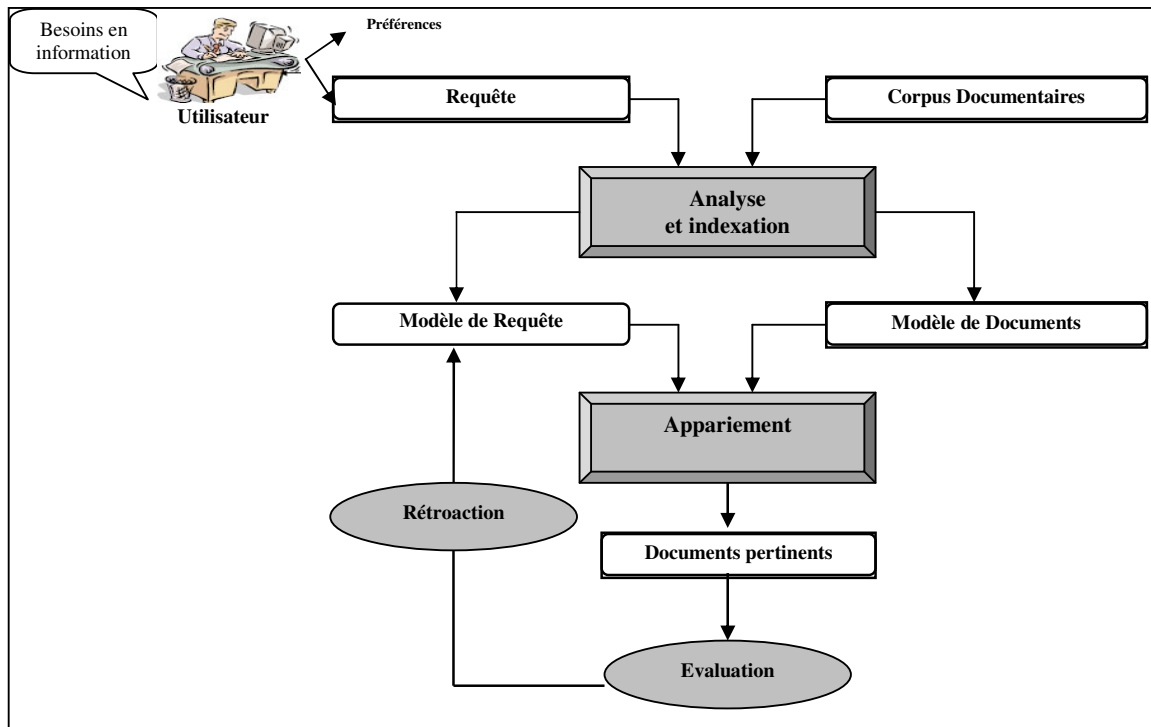 Besoins en
information
Préférences
Utilisateur
Requête
Corpus Documentaires
Analyse
et indexation
Modèle de Requête
Modèle de Documents
Appariement
Rétroaction
Documents pertinents
Evaluation